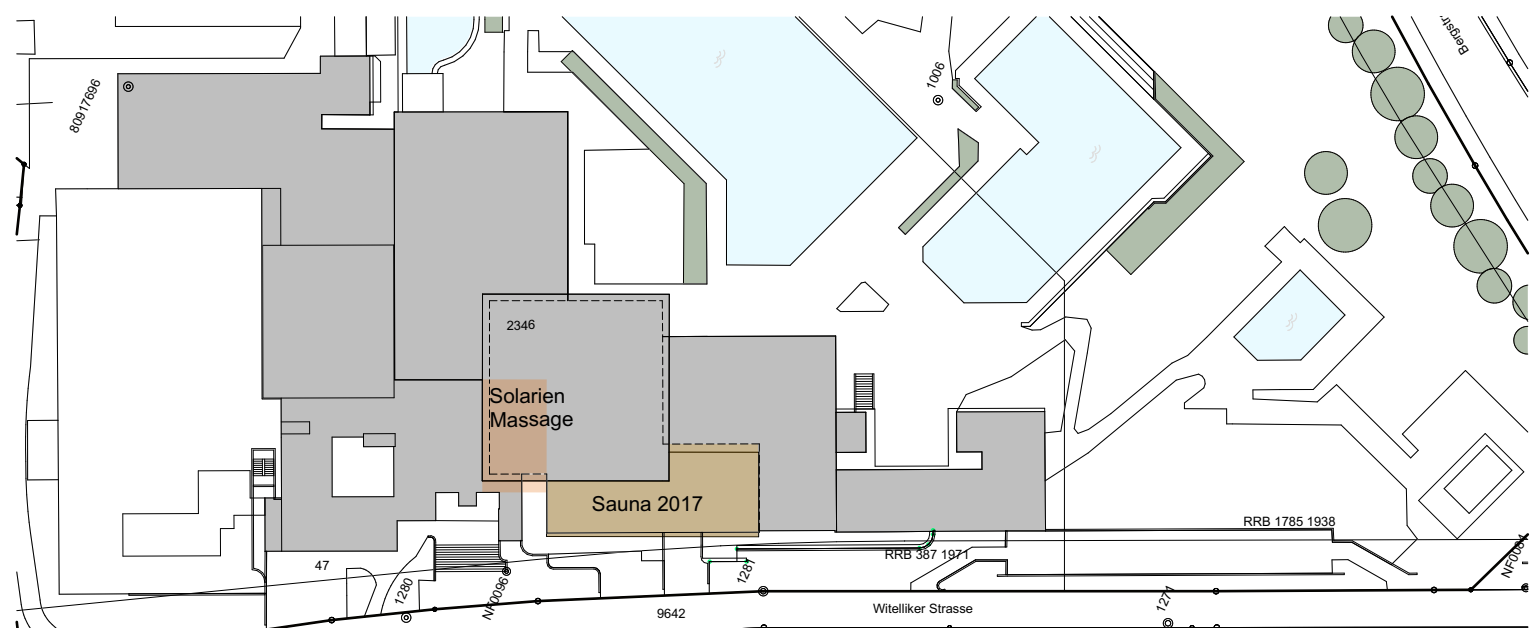 80917696
1006
2346
Solarien
Massage
Sauna 2017
RRB 1785 1938
RRB 387 1971
47
1280
NF0096
1281
9642
Witelliker Strasse
1271